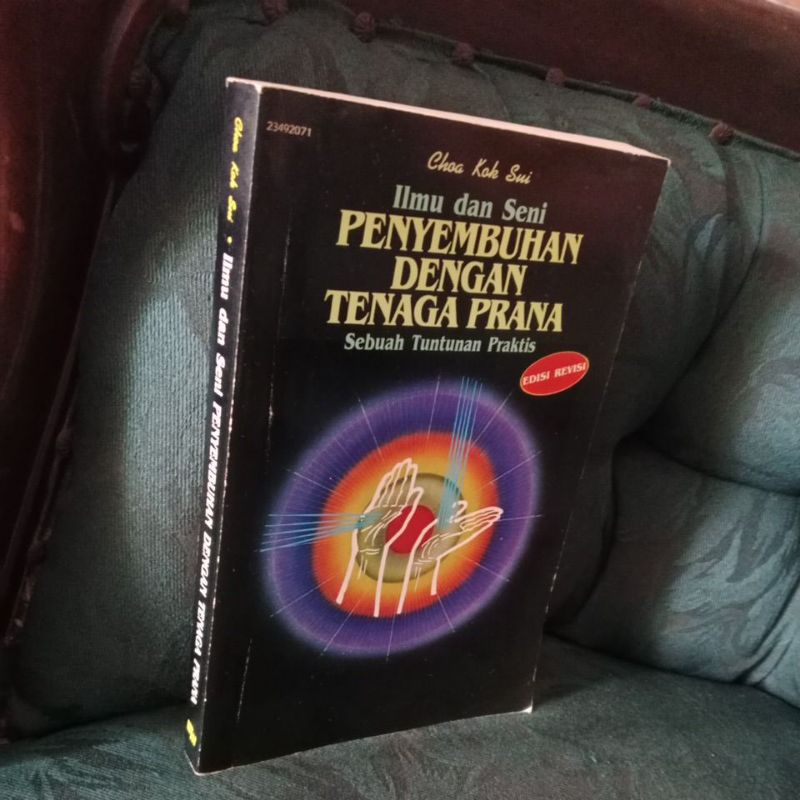 23492071
Choa Kok Sui
Ilmu dan Seni
PENYEMBUHAN
DENGAN
TENAGA PRANA
Sebuah Tuntunan Praktis
EDISI REVISI
Choa Kok Sui • Ilmu dan Seni PENYEMBUHAN DENGAN TENAGA PRANA